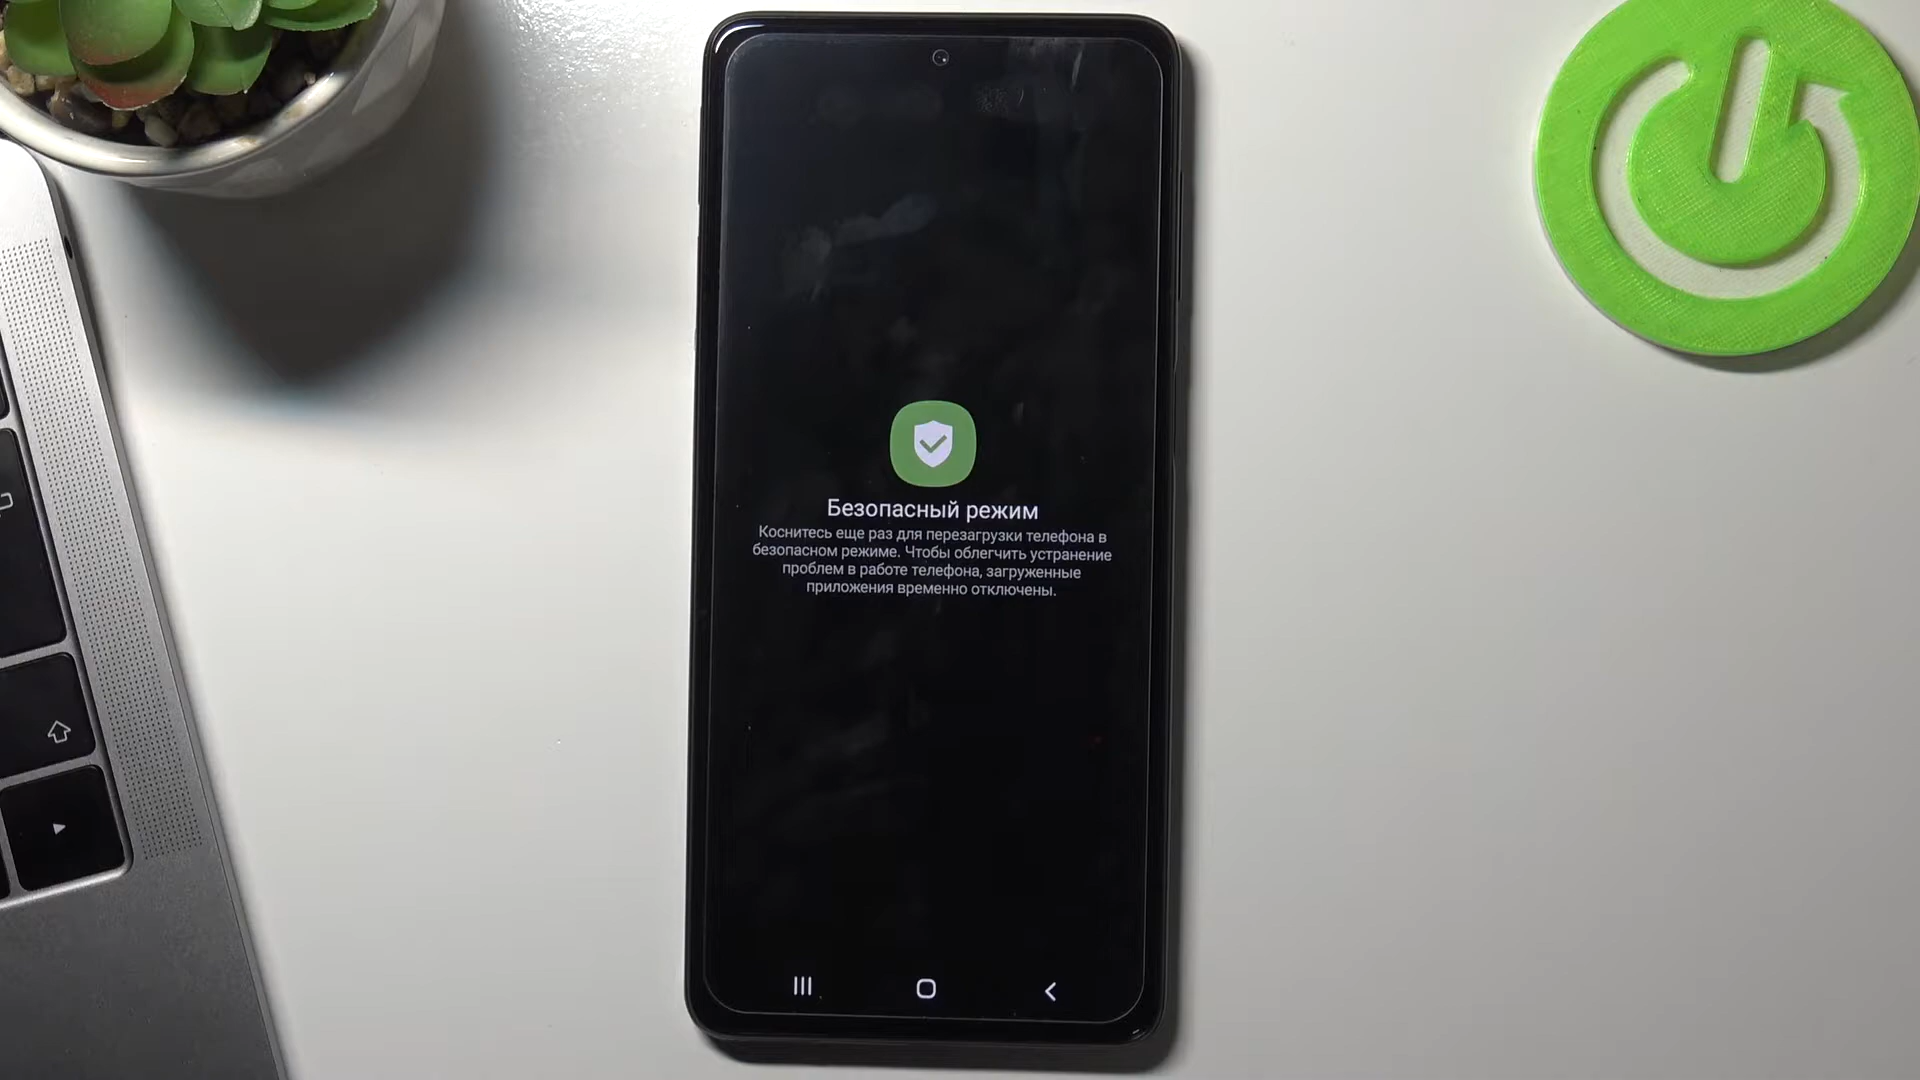 Безопасный режим
Коснитесь еще раз для перезагрузки телефона в
безопасном режиме. Чтобы облегчить устранение
проблем в работе телефона, загруженные
приложения временно отключены.